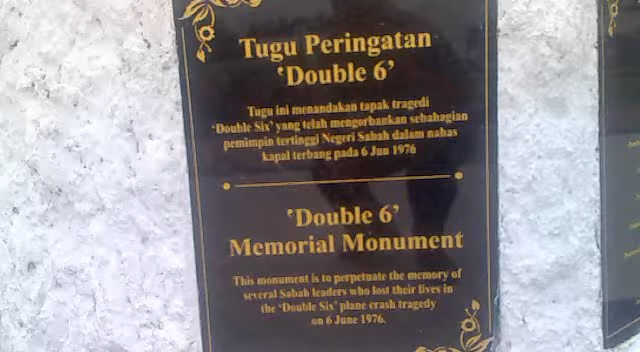 Tugu Peringatan
‘Double 6’
Tugu ini menandakan tapak tragedi
‘Double Six’ yang telah mengorbankan sebahagian
pemimpin tertinggi Negeri Sabah dalam nahas
kapal terbang pada 6 Jun 1976
‘Double 6’
Memorial Monument
This monument is to perpetuate the memory of
several Sabah leaders who lost their lives in
the ‘Double Six’ plane crash tragedy
on 6 June 1976.